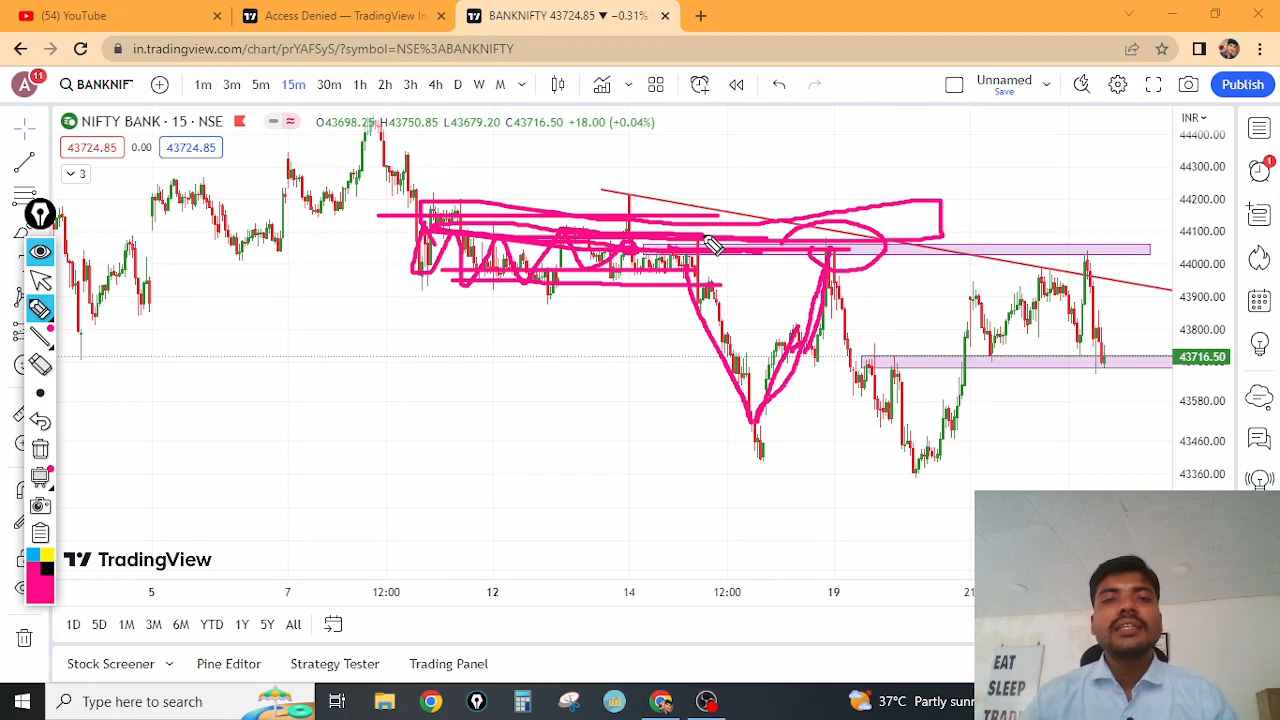 (54) YouTube
Access Denied — TradingView In
BANKNIFTY 43724.85 ▼ −0.31%
in.tradingview.com/chart/prYAFSyS/?symbol=NSE%3ABANKNIFTY
A 11 BANKNIF 1m 3m 5m 15m 30m 1h 2h 3h 4h D W M Unnamed Save Publish
NIFTY BANK · 15 · NSE O43698.25 H43750.85 L43679.20 C43716.50 +18.00 (+0.04%) INR
43724.85 0.00 43724.85
3
44400.00
44300.00
44200.00
44100.00
44000.00
43900.00
43800.00
43716.50
43580.00
43460.00
43360.00
1
TradingView
5 7 12:00 12 14 12:00 19
1D 5D 1M 3M 6M YTD 1Y 5Y All
Stock Screener Pine Editor Strategy Tester Trading Panel
EAT
SLEEP
Type here to search 37°C Partly sunn